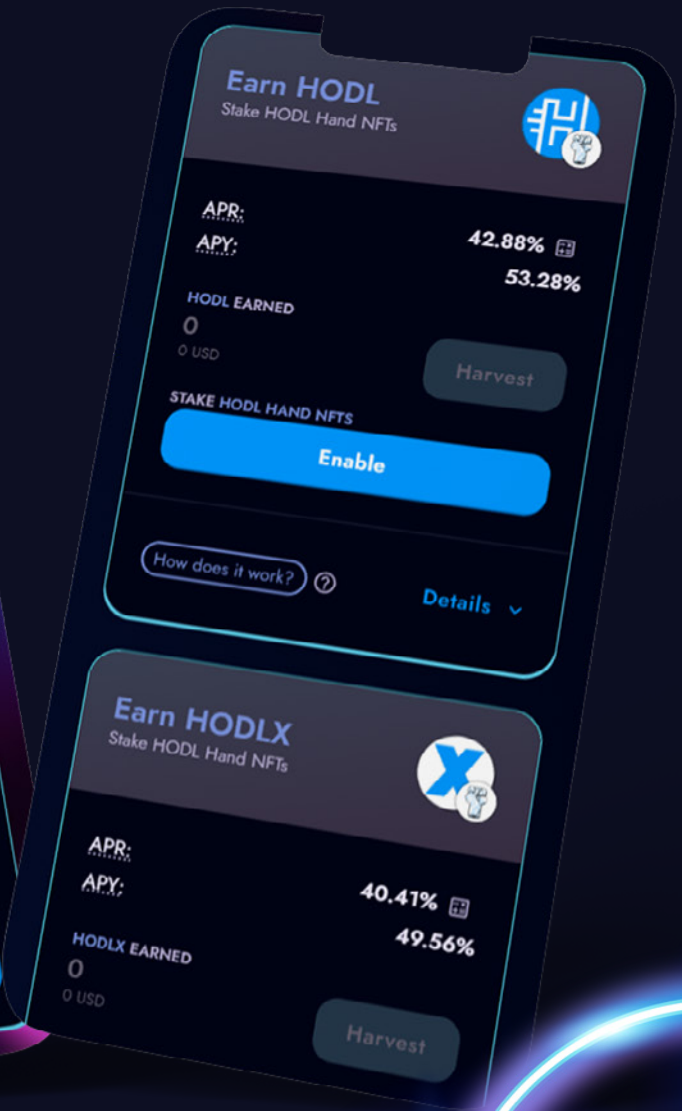 Earn HODL
Stake HODL Hand NFTs
APR:
42.88%
APY:
53.28%
HODL EARNED
0
0 USD
Harvest
STAKE HODL HAND NFTS
Enable
How does it work?
Details
Earn HODLX
Stake HODL Hand NFTs
APR:
40.41%
APY:
49.56%
HODLX EARNED
0
0 USD
Harvest